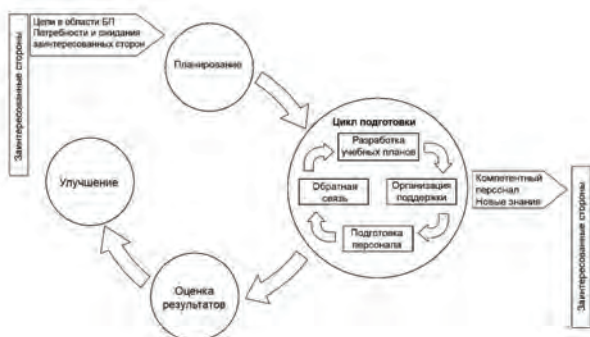 Заинтересованные стороны
Цели в области БП
Потребности и ожидания
заинтересованных сторон
Планирование
Цикл подготовки
Разработка
учебных планов
Обратная
связь
Организация
поддержки
Подготовка
персонала
Компетентный
персонал
Новые знания
Заинтересованные стороны
Улучшение
Оценка
результатов